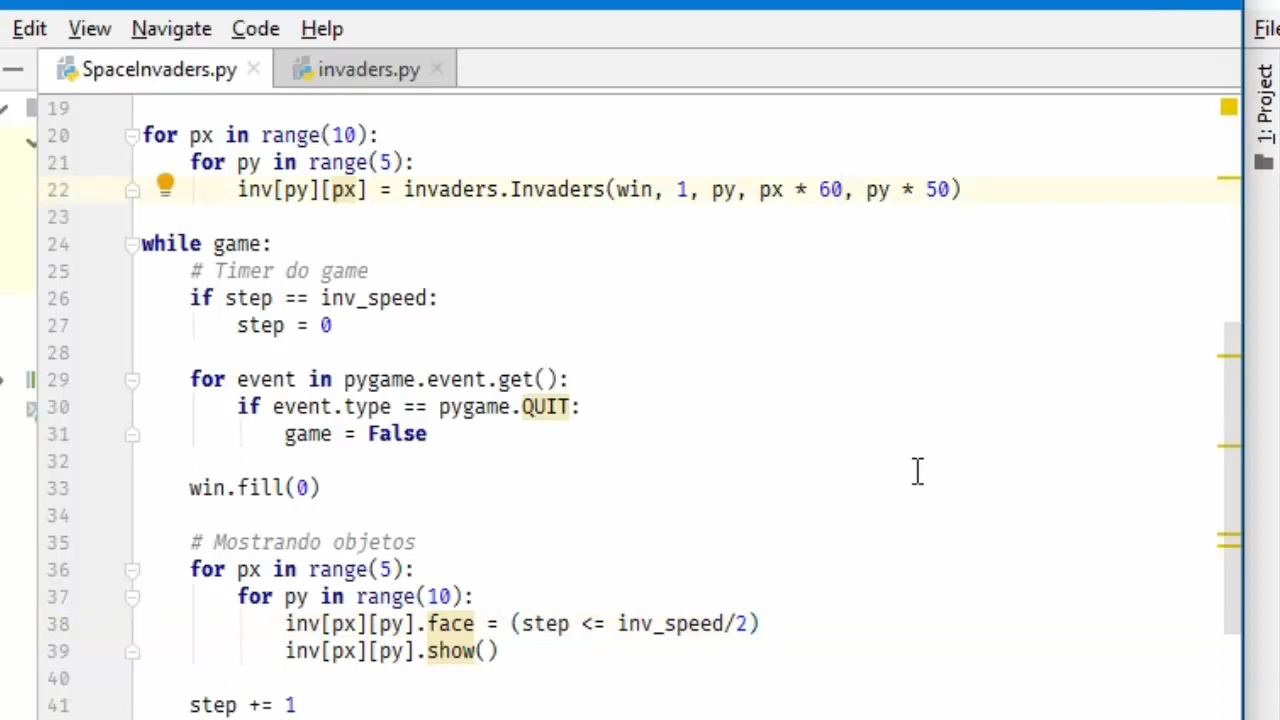 Edit View Navigate Code Help
File
SpaceInvaders.py invaders.py
1: Project
19
20 for px in range(10):
21 for py in range(5):
22 inv[py][px] = invaders.Invaders(win, 1, py, px * 60, py * 50)
23
24 while game:
25 # Timer do game
26 if step == inv_speed:
27 step = 0
28
29 for event in pygame.event.get():
30 if event.type == pygame.QUIT:
31 game = False
32
33 win.fill(0)
34
35 # Mostrando objetos
36 for px in range(5):
37 for py in range(10):
38 inv[px][py].face = (step <= inv_speed/2)
39 inv[px][py].show()
40
41 step += 1